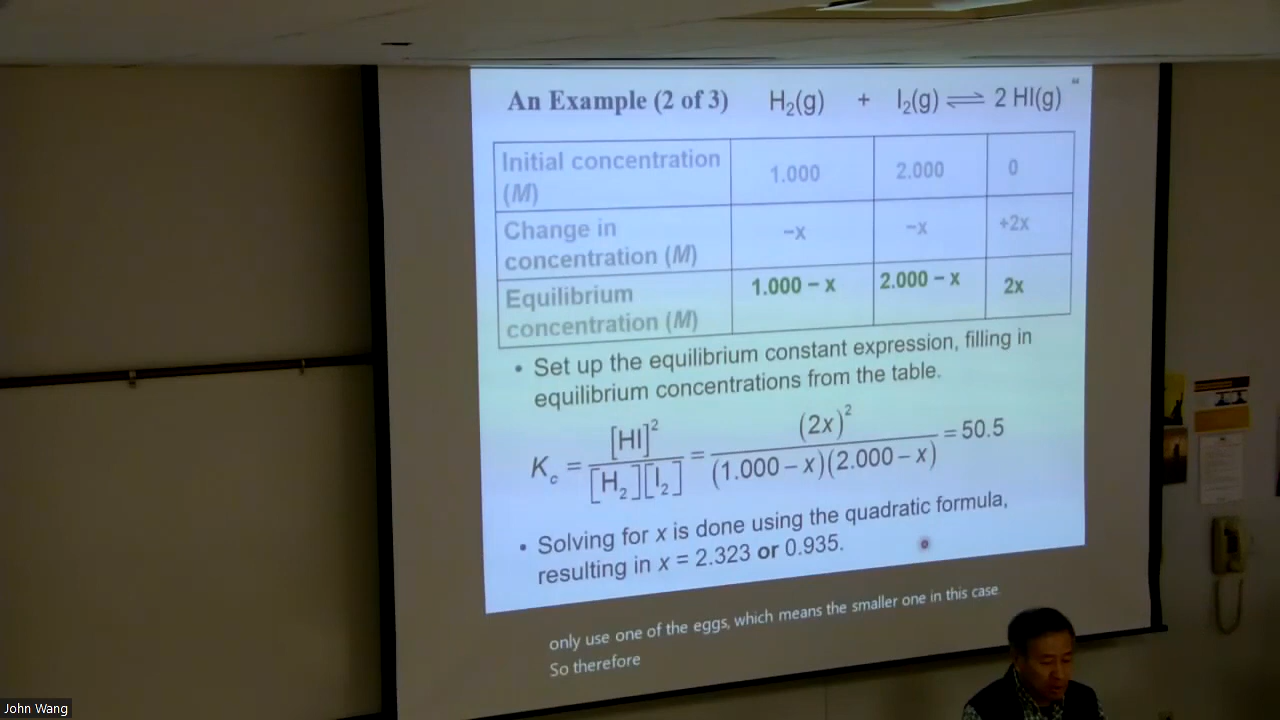 An Example (2 of 3) H₂(g) + I₂(g) ⇌ 2 HI(g)
Initial concentration (M) 1.000 2.000 0
Change in concentration (M) −x −x +2x
Equilibrium concentration (M) 1.000 − x 2.000 − x 2x
• Set up the equilibrium constant expression, filling in
equilibrium concentrations from the table.
K_c = [HI]² / [H₂][I₂] = (2x)² / (1.000 − x)(2.000 − x) = 50.5
• Solving for x is done using the quadratic formula,
resulting in x = 2.323 or 0.935.
only use one of the eggs, which means the smaller one in this case
So therefore
John Wang